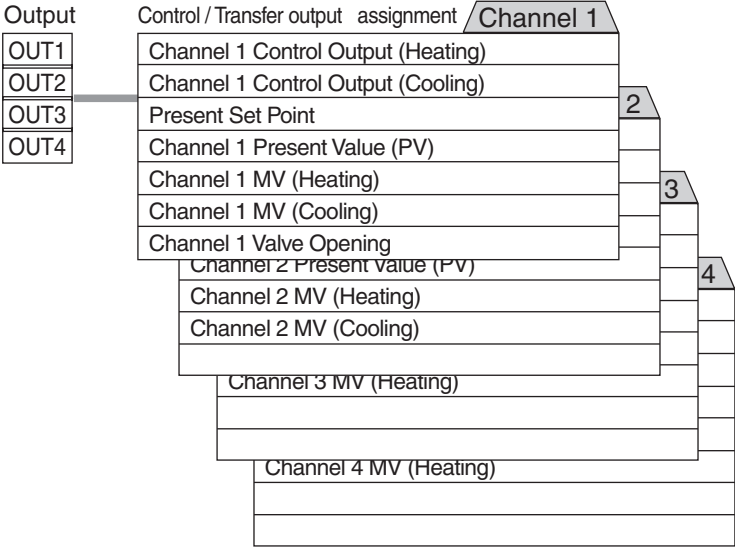 Output
Control / Transfer output assignment
Channel 1
OUT1
OUT2
OUT3
OUT4
Channel 1 Control Output (Heating)
Channel 1 Control Output (Cooling)
Present Set Point
Channel 1 Present Value (PV)
Channel 1 MV (Heating)
Channel 1 MV (Cooling)
Channel 1 Valve Opening
2
Channel 2 Present Value (PV)
Channel 2 MV (Heating)
Channel 2 MV (Cooling)
3
Channel 3 MV (Heating)
4
Channel 4 MV (Heating)